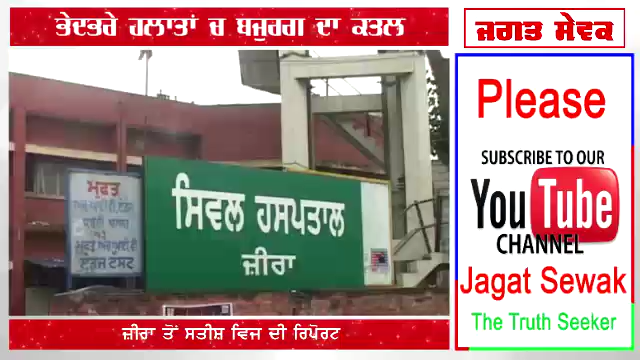 ਭੇਦਭਰੇ ਹਲਾਤਾਂ ਚ ਬਜੁਰਗ ਦਾ ਕਤਲ
ਜਗਤ ਸੇਵਕ
ਮੁਫਤ
ਸਿਵਲ ਹਸਪਤਾਲ
ਜ਼ੀਰਾ
ਜ਼ੀਰਾ ਤੋਂ ਸਤੀਸ਼ ਵਿਜ ਦੀ ਰਿਪੋਰਟ
Please
SUBSCRIBE TO OUR
YouTube
CHANNEL
Jagat Sewak
The Truth Seeker